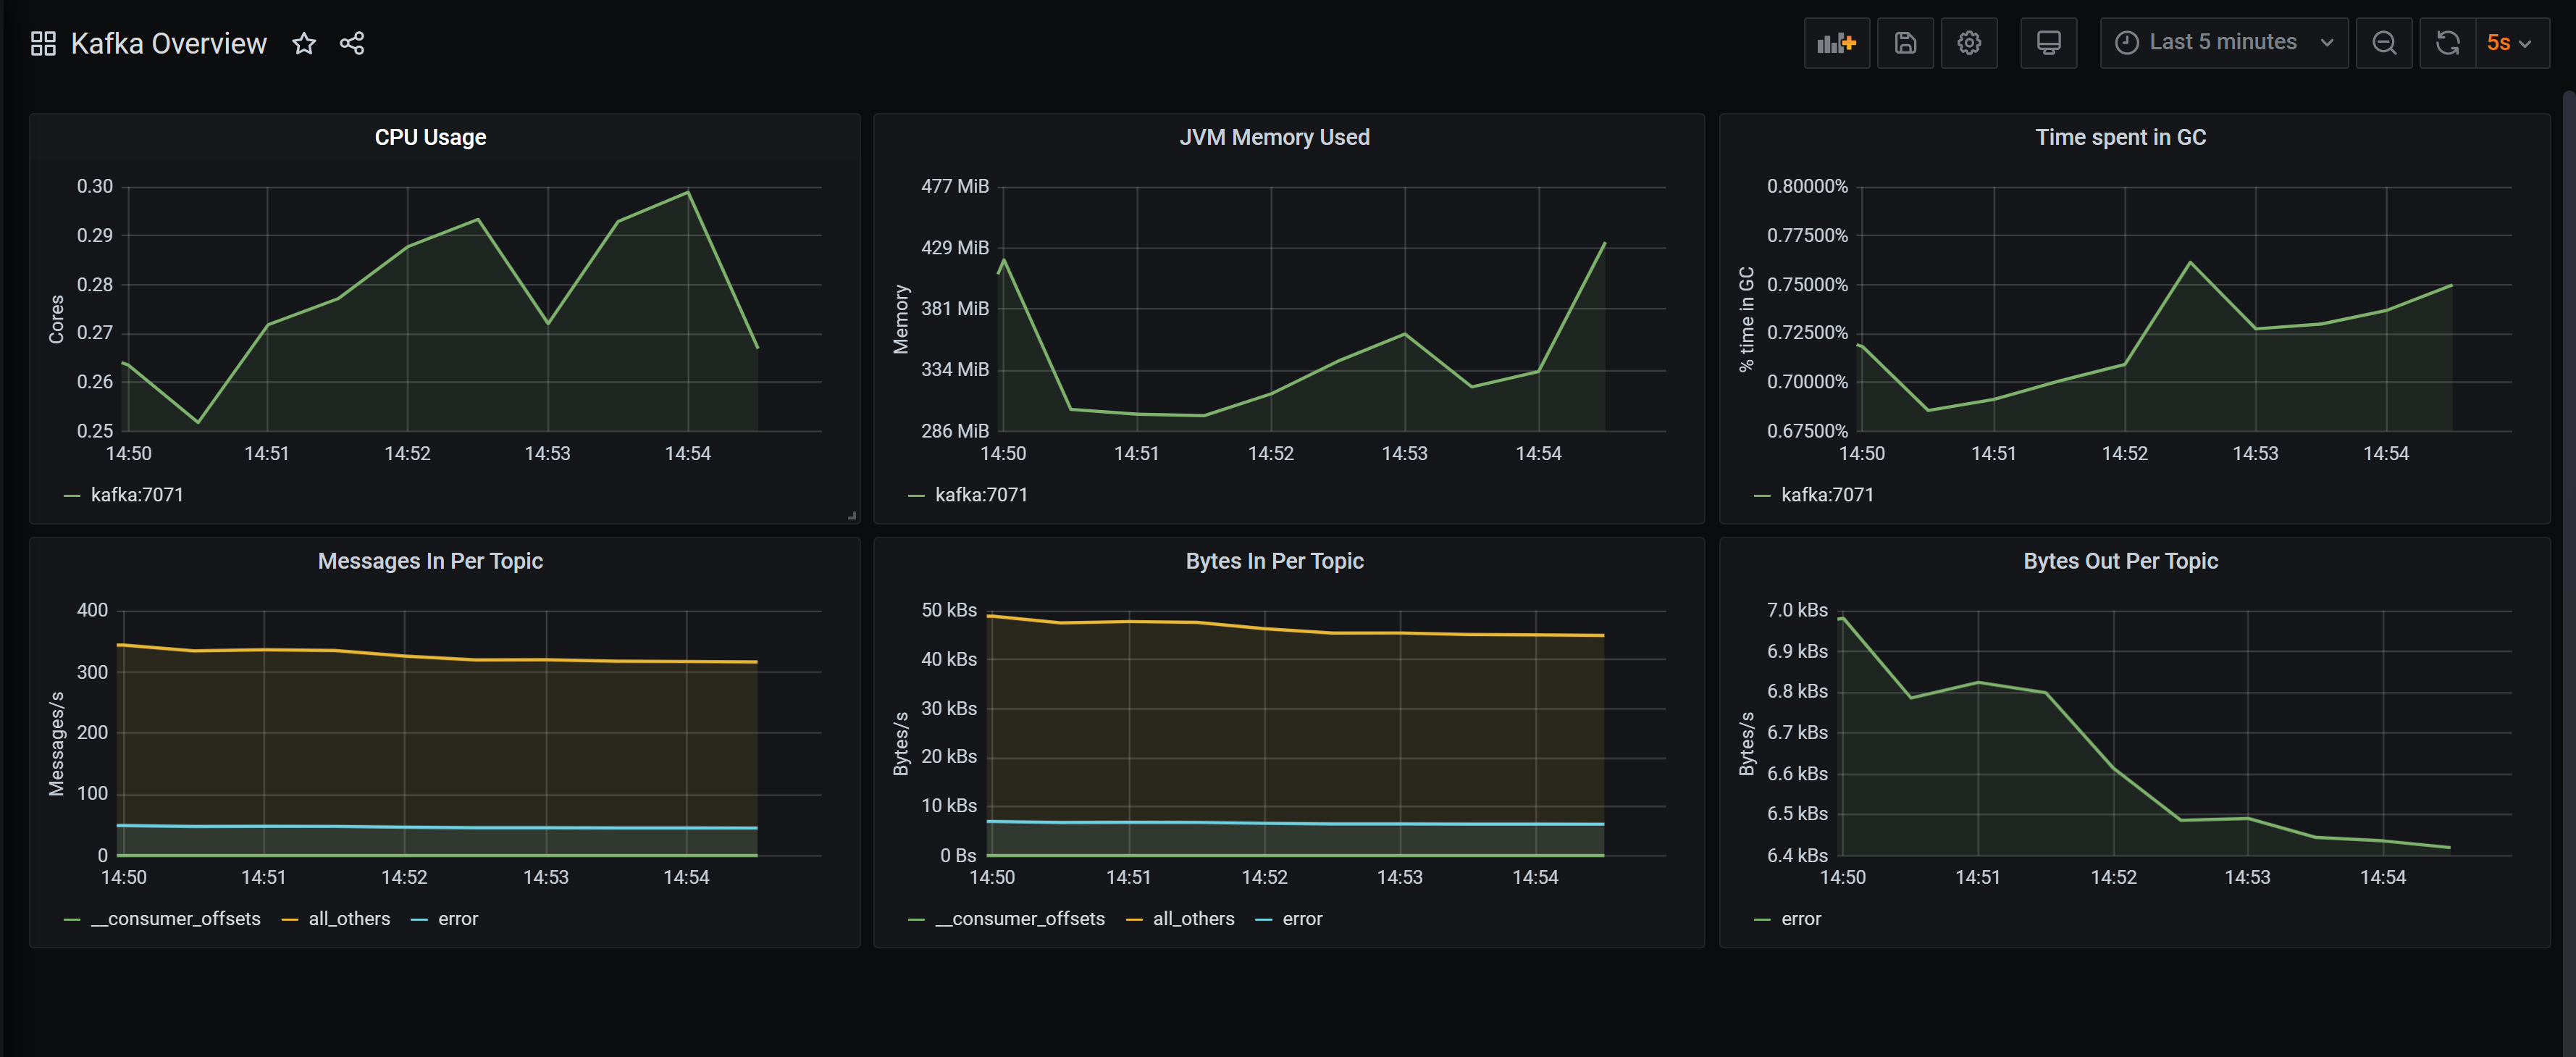 Kafka Overview
Last 5 minutes
5s
CPU Usage
Cores
0.30
0.29
0.28
0.27
0.26
0.25
14:50 14:51 14:52 14:53 14:54
kafka:7071
JVM Memory Used
Memory
477 MiB
429 MiB
381 MiB
334 MiB
286 MiB
14:50 14:51 14:52 14:53 14:54
kafka:7071
Time spent in GC
% time in GC
0.80000%
0.77500%
0.75000%
0.72500%
0.70000%
0.67500%
14:50 14:51 14:52 14:53 14:54
kafka:7071
Messages In Per Topic
Messages/s
400
300
200
100
0
14:50 14:51 14:52 14:53 14:54
__consumer_offsets all_others error
Bytes In Per Topic
Bytes/s
50 kBs
40 kBs
30 kBs
20 kBs
10 kBs
0 Bs
14:50 14:51 14:52 14:53 14:54
__consumer_offsets all_others error
Bytes Out Per Topic
Bytes/s
7.0 kBs
6.9 kBs
6.8 kBs
6.7 kBs
6.6 kBs
6.5 kBs
6.4 kBs
14:50 14:51 14:52 14:53 14:54
error